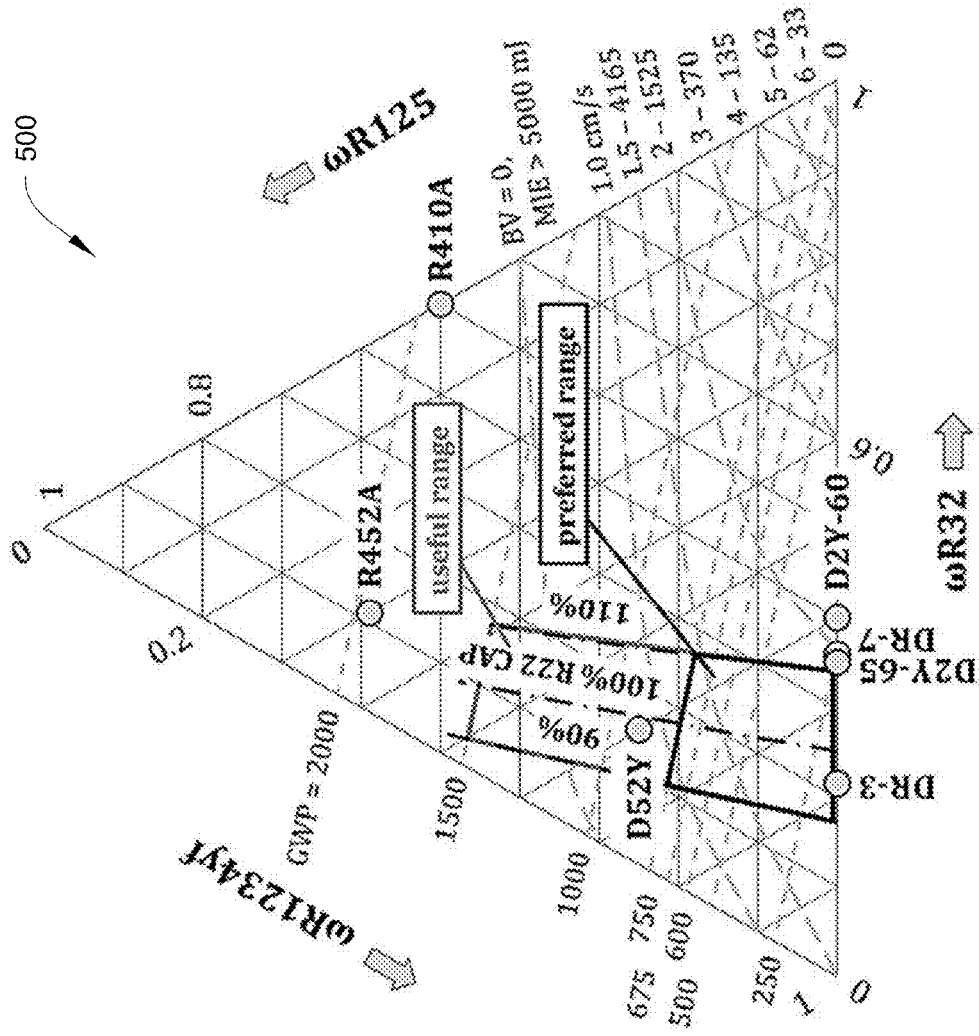 500
ωR125
ωR1234yf
ωR32
1
0
0.8
0.2
R452A
R410A
GWP = 2000
1500
1000
675 750
500 600
250
1
0
BV = 0,
MIE > 5000 mJ
1.0 cm/s
1.5 – 4165
2 – 1525
3 – 370
4 – 135
5 – 62
6 – 33
0
1
useful range
preferred range
90%
100% R22 CAP
110%
D52Y
DR-3
D2Y-65
DR-7
D2Y-60
0.6